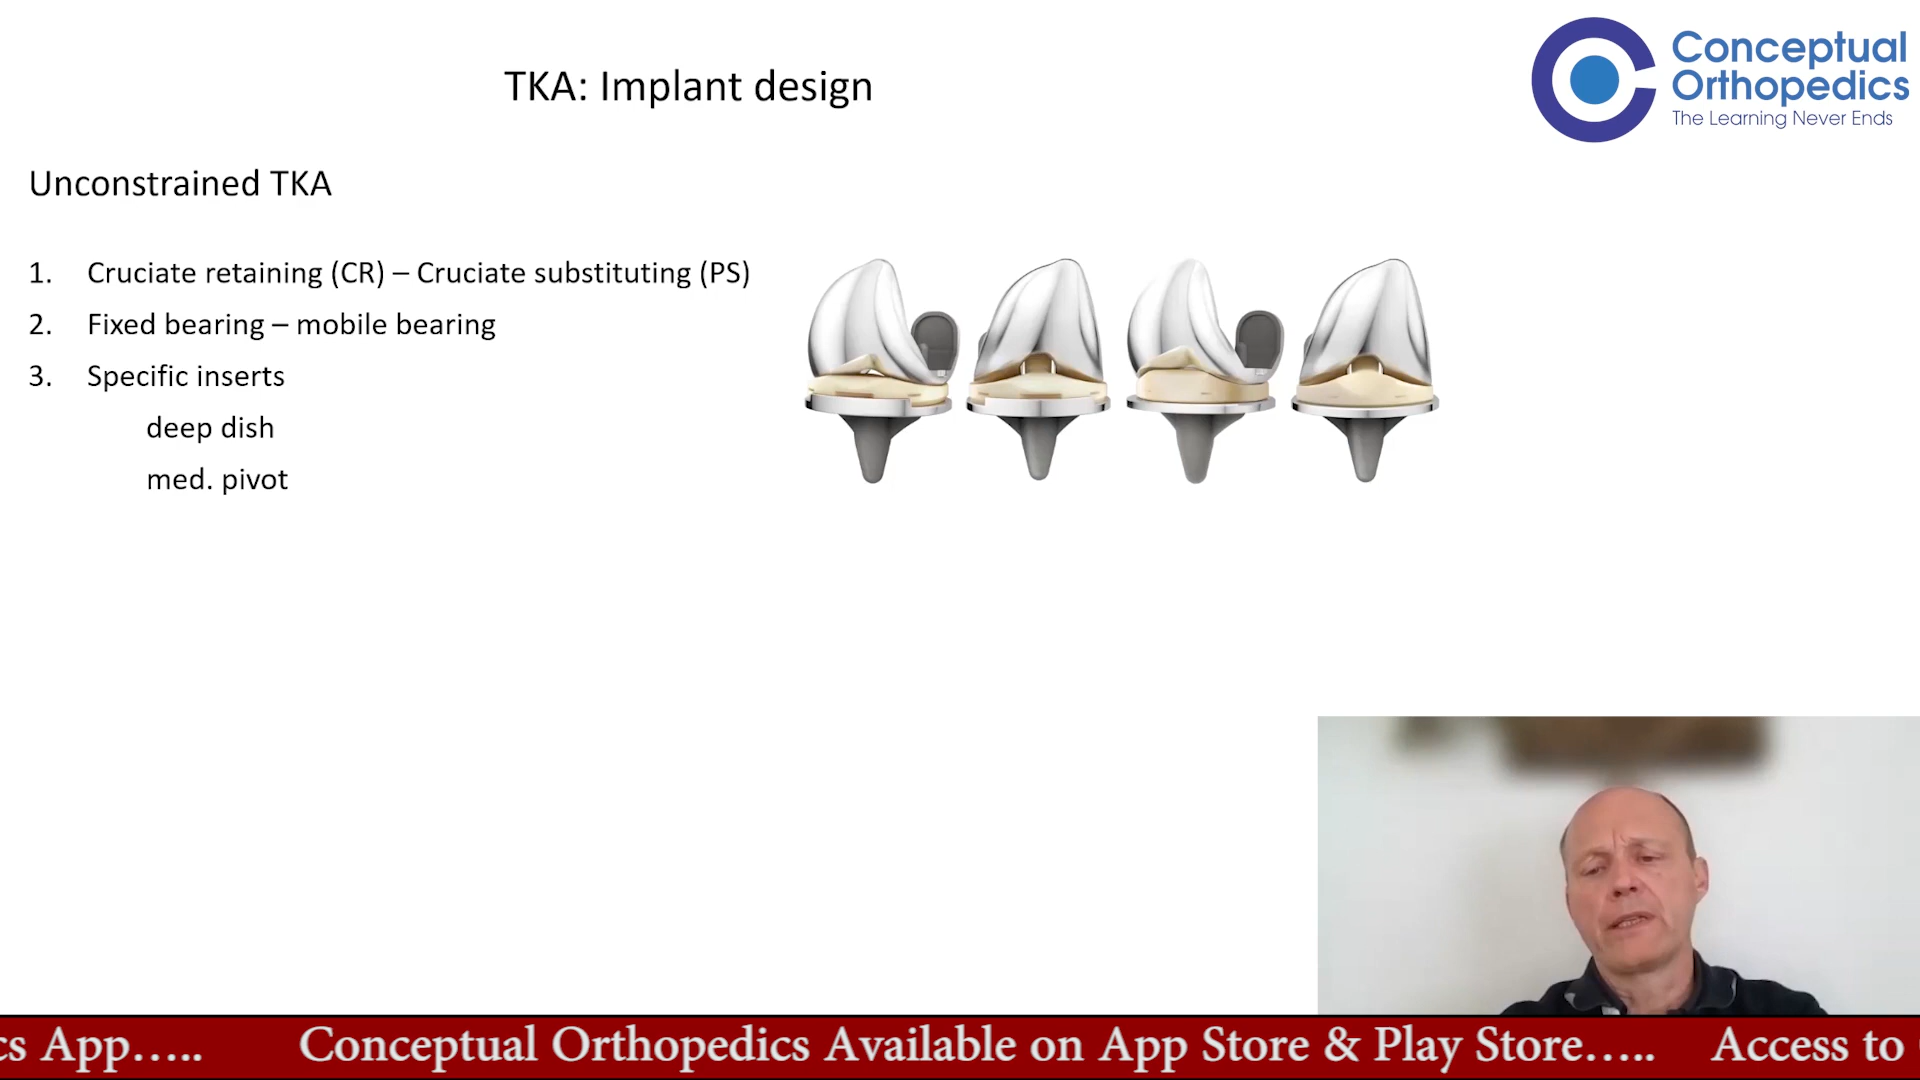 TKA: Implant design
Conceptual
Orthopedics
The Learning Never Ends
Unconstrained TKA
1. Cruciate retaining (CR) – Cruciate substituting (PS)
2. Fixed bearing – mobile bearing
3. Specific inserts
deep dish
med. pivot
cs App..... Conceptual Orthopedics Available on App Store & Play Store..... Access to